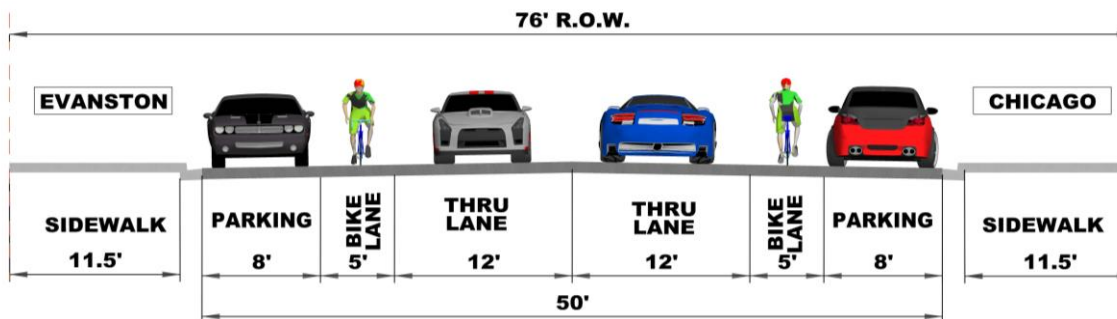 76' R.O.W.
EVANSTON
CHICAGO
SIDEWALK
PARKING
BIKE
LANE
THRU
LANE
THRU
LANE
BIKE
LANE
PARKING
SIDEWALK
11.5'
8'
5'
12'
12'
5'
8'
11.5'
50'